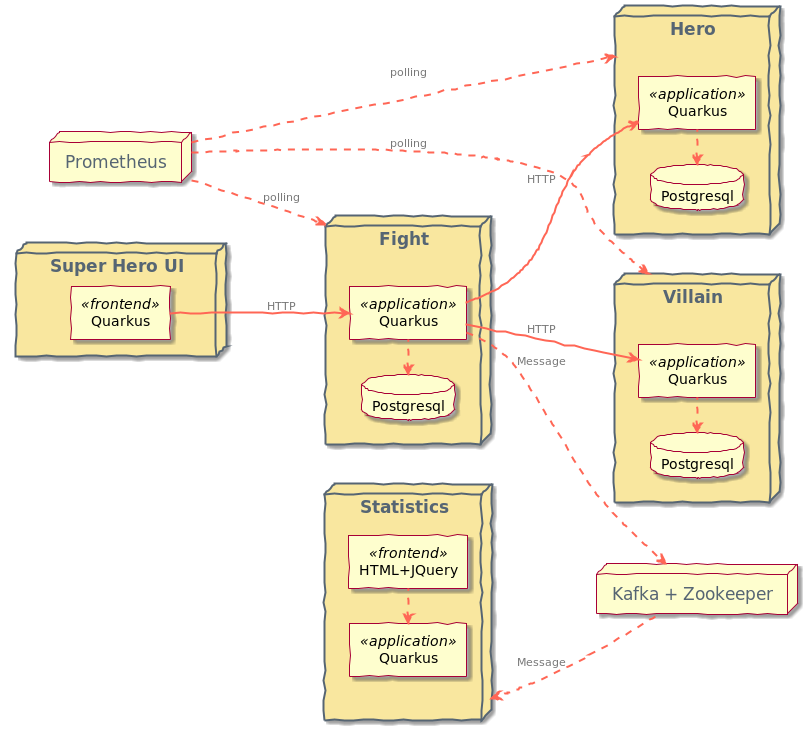 Hero
polling
«application»
Quarkus
polling
Prometheus
HTTP
polling
Postgresql
Fight
Super Hero UI
Villain
«frontend»
Quarkus
HTTP
«application»
Quarkus
HTTP
Message
«application»
Quarkus
Postgresql
Postgresql
Statistics
«frontend»
HTML+JQuery
Kafka + Zookeeper
«application»
Quarkus
Message